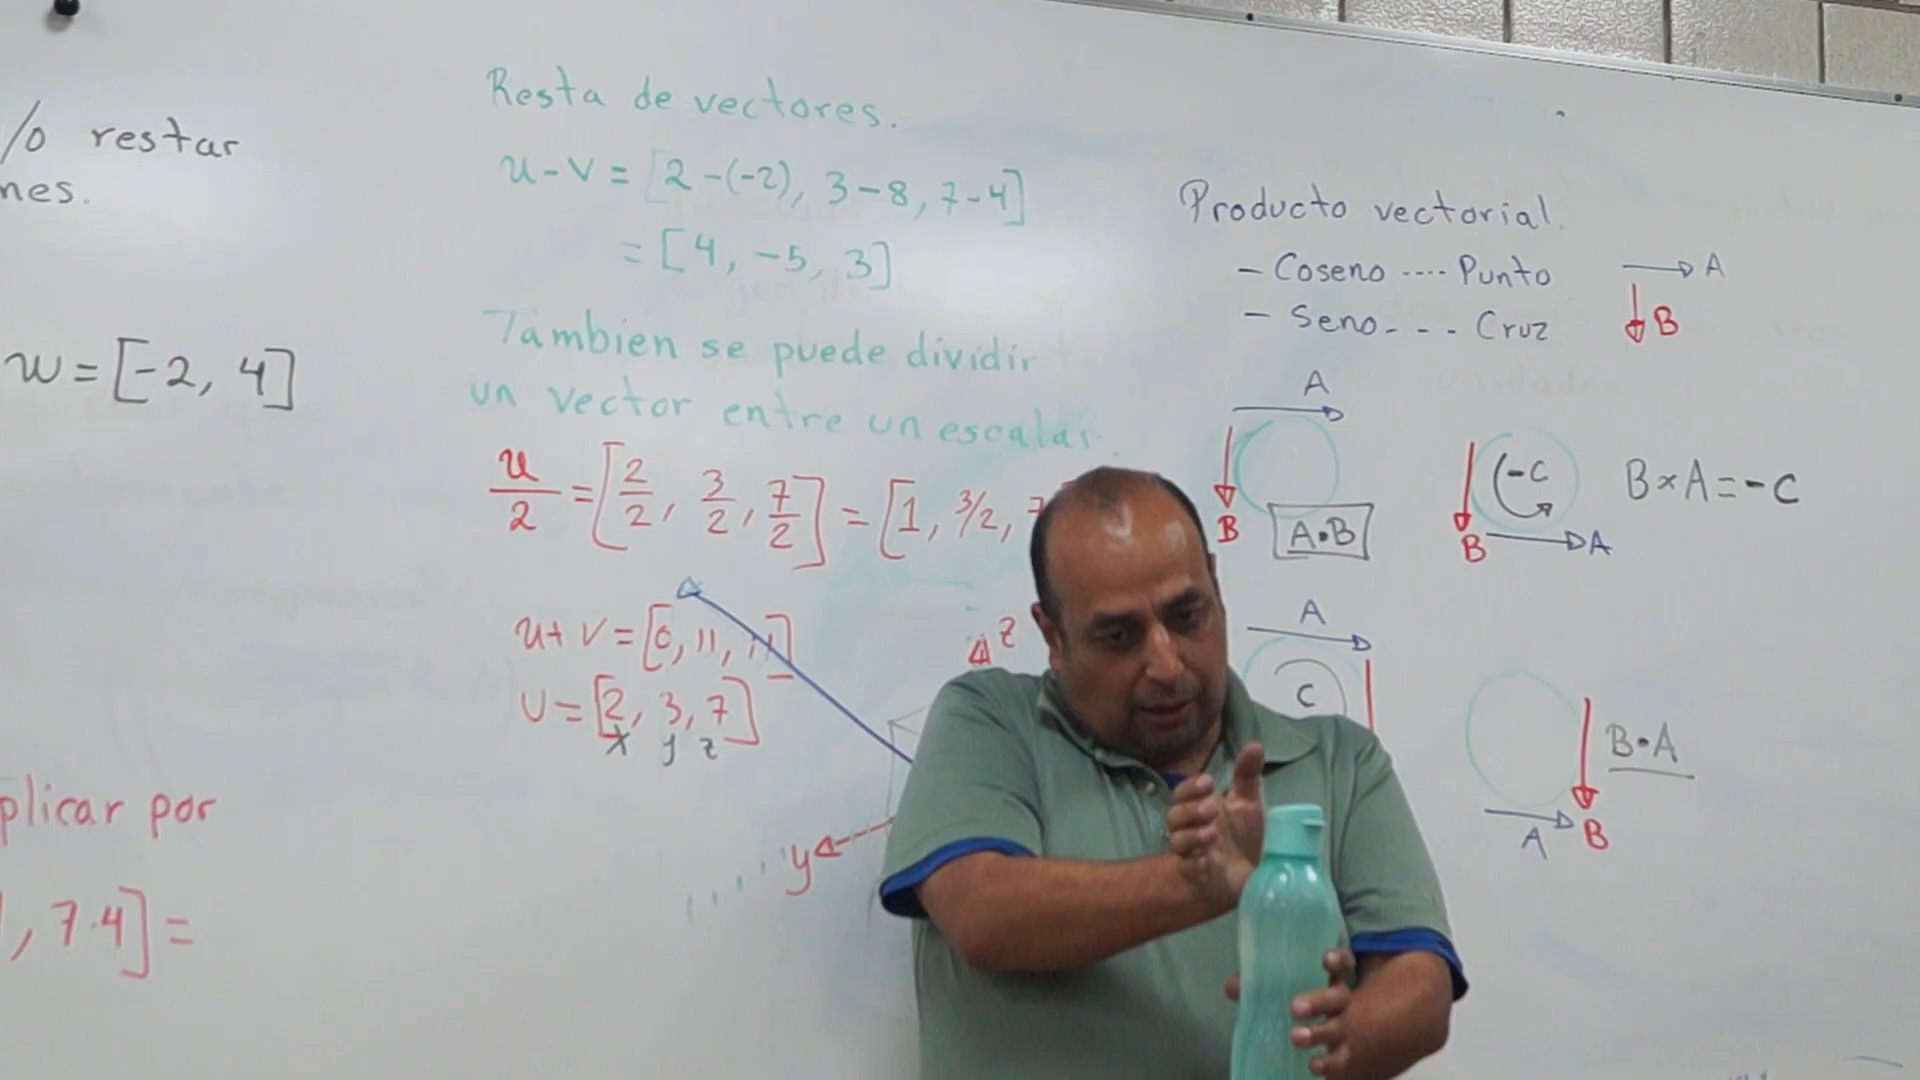 /o restar
nes.
w = [-2, 4]
plicar por
, 7·4] =
Resta de vectores.
u - v = [2 - (-2), 3 - 8, 7 - 4]
= [4, -5, 3]
Tambien se puede dividir
un vector entre un escalar.
u/2 = [2/2, 3/2, 7/2] = [1, 3/2, 7
u + v = [0, 11, 11]
U = [2, 3, 7]
x y z
z
y
Producto vectorial.
- Coseno ---- Punto
- Seno - - - Cruz
A
B
A
B
A·B
-C
B
A
B×A = -C
A
C
B·A
A
B